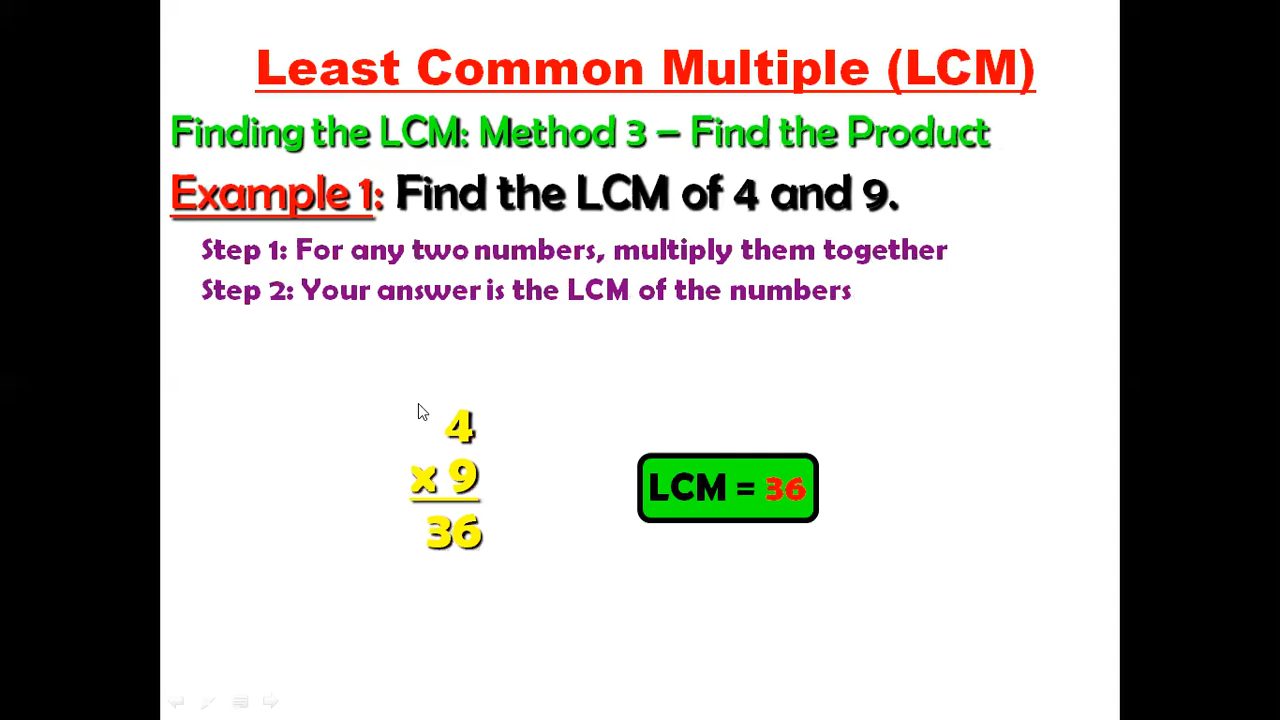 Least Common Multiple (LCM)
Finding the LCM: Method 3 – Find the Product
Example 1: Find the LCM of 4 and 9.
Step 1: For any two numbers, multiply them together
Step 2: Your answer is the LCM of the numbers
4
x 9
36
LCM = 36